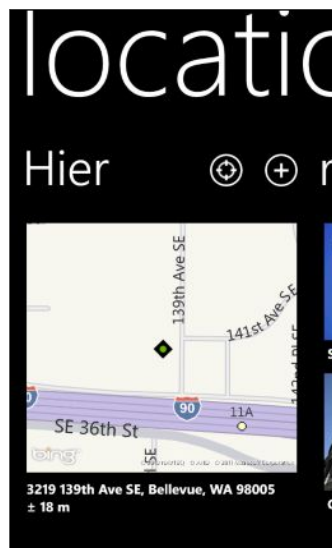 locatio
Hier
139th Ave SE
141st Ave SE
90
11A
SE 36th St
bing
3219 139th Ave SE, Bellevue, WA 98005
± 18 m